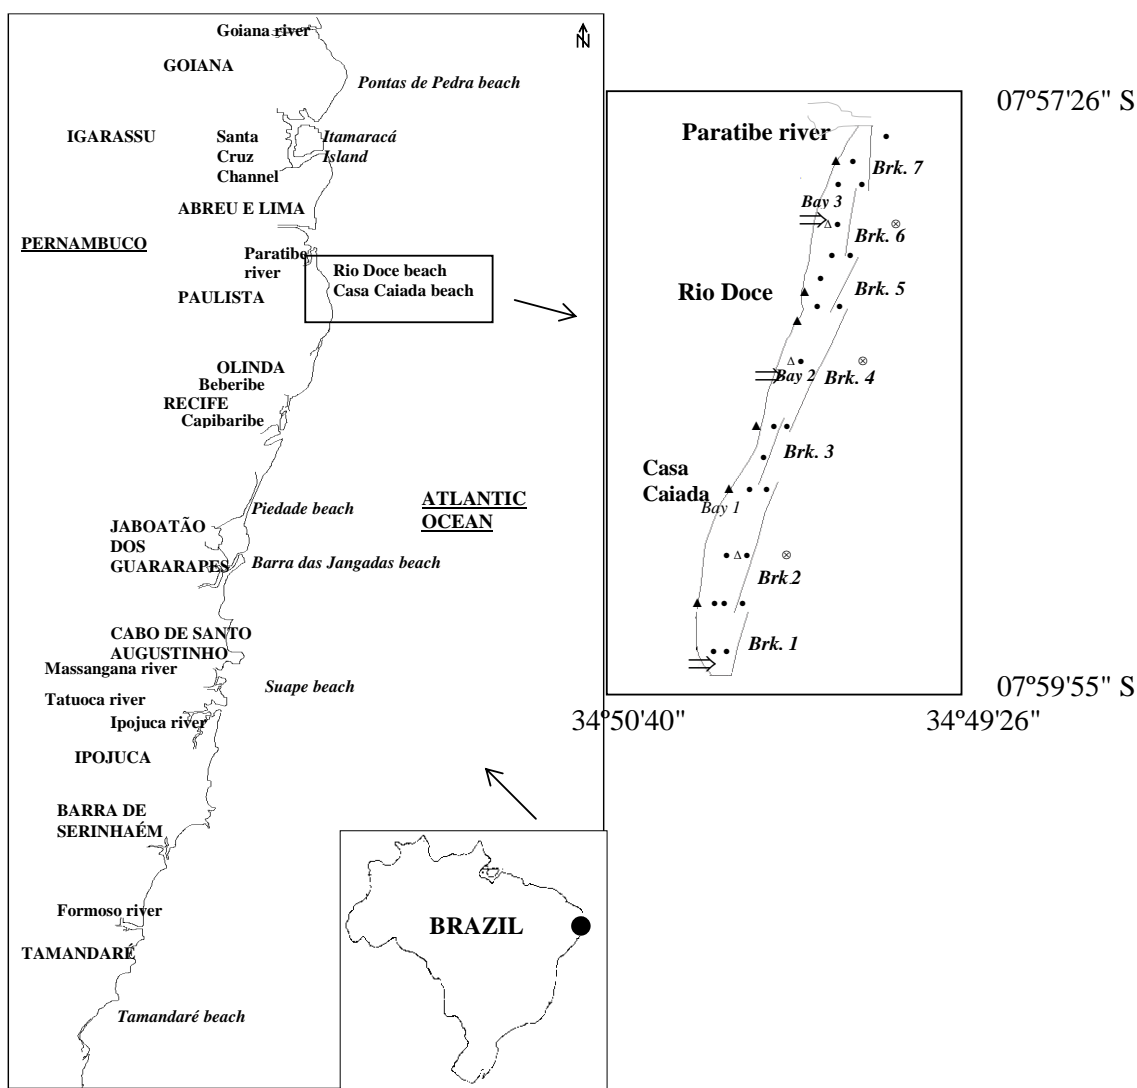 Goiana river
N
GOIANA
Pontas de Pedra beach
IGARASSU
Santa
Cruz
Channel
Itamaracá
Island
ABREU E LIMA
PERNAMBUCO
Paratibe
river
Rio Doce beach
Casa Caiada beach
PAULISTA
OLINDA
Beberibe
RECIFE
Capibaribe
Piedade beach
ATLANTIC
OCEAN
JABOATÃO
DOS
GUARARAPES
Barra das Jangadas beach
CABO DE SANTO
AUGUSTINHO
Massangana river
Suape beach
Tatuoca river
Ipojuca river
IPOJUCA
BARRA DE
SERINHAÉM
Formoso river
TAMANDARÉ
Tamandaré beach
BRAZIL
07º57'26" S
Paratibe river
Brk. 7
Bay 3
Brk. 6
Rio Doce
Brk. 5
Bay 2
Brk. 4
Brk. 3
Casa
Caiada
Bay 1
Brk.2
Brk. 1
07º59'55" S
34º50'40"
34º49'26"